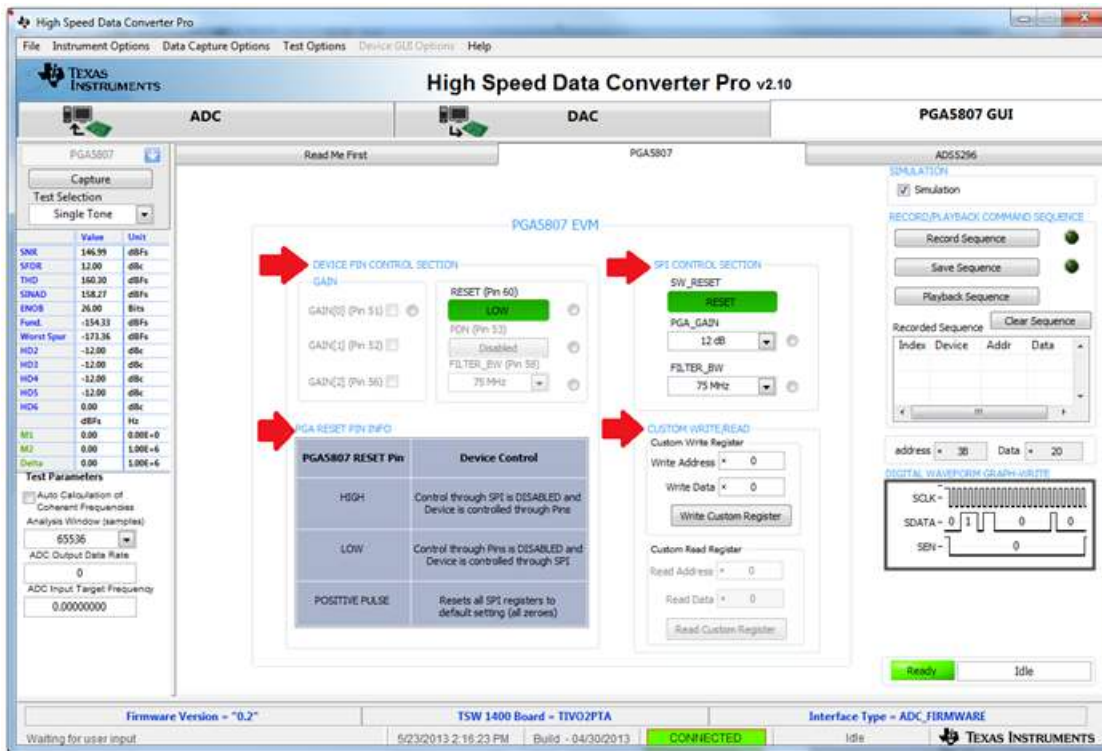 High Speed Data Converter Pro
File Instrument Options Data Capture Options Test Options Device GUI Options Help
TEXAS
INSTRUMENTS
High Speed Data Converter Pro v2.10
ADC
DAC
PGA5807 GUI
PGA5807
Read Me First
PGA5807
ADS5296
Capture
Test Selection
Single Tone
Value Unit
SNR 146.99 dBFs
SFDR 12.00 dBc
THD 160.20 dBFs
SINAD 158.27 dBFs
ENOB 26.00 Bits
Fund. -154.33 dBFs
Worst Spur -173.36 dBFs
HD2 -12.00 dBc
HD3 -12.00 dBc
HD4 -12.00 dBc
HD5 -12.00 dBc
HD6 0.00 dBc
dBFs Hz
M1 0.00 0.00E+0
M2 0.00 1.00E+6
Delta 0.00 1.00E+6
Test Parameters
Auto Calculation of
Coherent Frequencies
Analysis Window (samples)
65536
ADC Output Data Rate
0
ADC Input Target Frequency
0.00000000
PGA5807 EVM
DEVICE PIN CONTROL SECTION
GAIN
GAIN[0] (Pin 51)
GAIN[1] (Pin 52)
GAIN[2] (Pin 56)
RESET (Pin 60)
LOW
PDN (Pin 53)
Disabled
FILTER_BW (Pin 58)
75 MHz
SPI CONTROL SECTION
SW_RESET
RESET
PGA_GAIN
12 dB
FILTER_BW
75 MHz
PGA RESET PIN INFO
PGA5807 RESET Pin Device Control
HIGH Control through SPI is DISABLED and
Device is controlled through Pins
LOW Control through Pins is DISABLED and
Device is controlled through SPI
POSITIVE PULSE Resets all SPI registers to
default setting (all zeroes)
CUSTOM WRITE/READ
Custom Write Register
Write Address x 0
Write Data x 0
Write Custom Register
Custom Read Register
Read Address x 0
Read Data x 0
Read Custom Register
SIMULATION
Simulation
RECORD/PLAYBACK COMMAND SEQUENCE
Record Sequence
Save Sequence
Playback Sequence
Recorded Sequence Clear Sequence
Index Device Addr Data
address x 3B Data x 20
DIGITAL WAVEFORM GRAPH-WRITE
SCLK
SDATA 0 1 0 0
SEN 0
Ready Idle
Firmware Version = "0.2" TSW 1400 Board = TIVO2PTA Interface Type = ADC_FIRMWARE
Waiting for user input 5/23/2013 2:16:23 PM Build - 04/30/2013 CONNECTED Idle TEXAS INSTRUMENTS